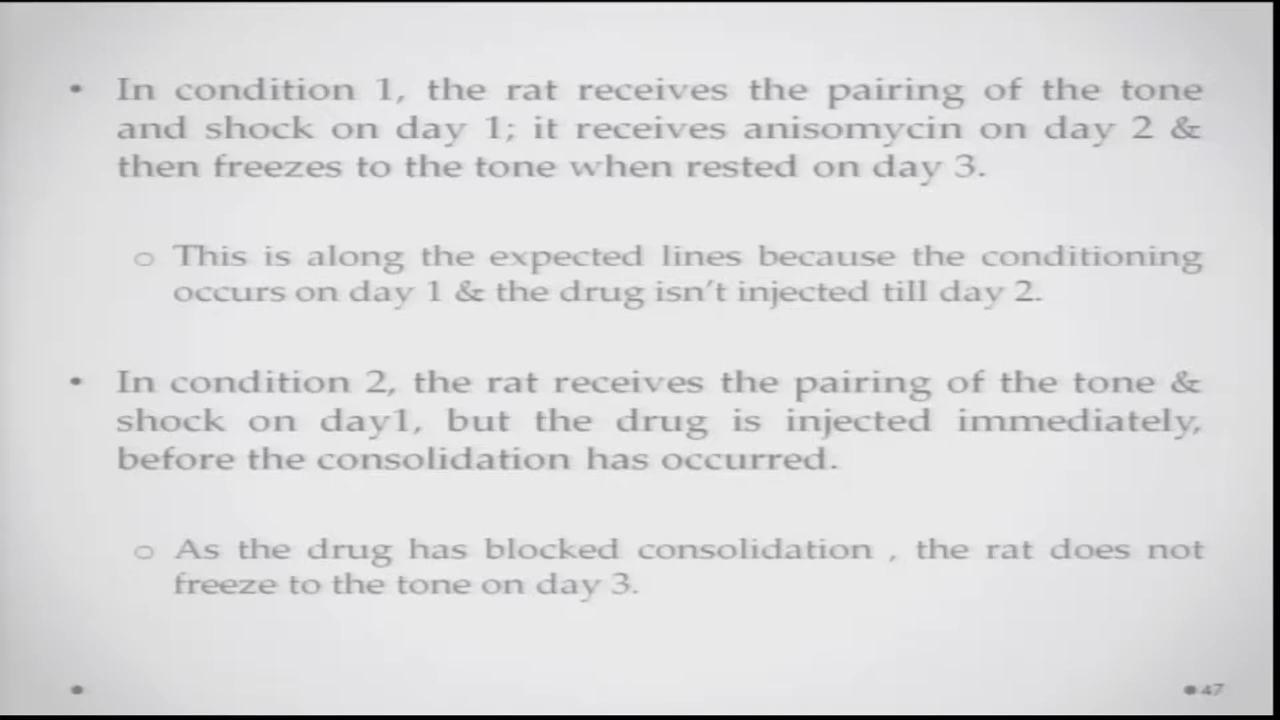 • In condition 1, the rat receives the pairing of the tone
and shock on day 1; it receives anisomycin on day 2 &
then freezes to the tone when rested on day 3.
o This is along the expected lines because the conditioning
occurs on day 1 & the drug isn't injected till day 2.
• In condition 2, the rat receives the pairing of the tone &
shock on day1, but the drug is injected immediately,
before the consolidation has occurred.
o As the drug has blocked consolidation , the rat does not
freeze to the tone on day 3.
• 47